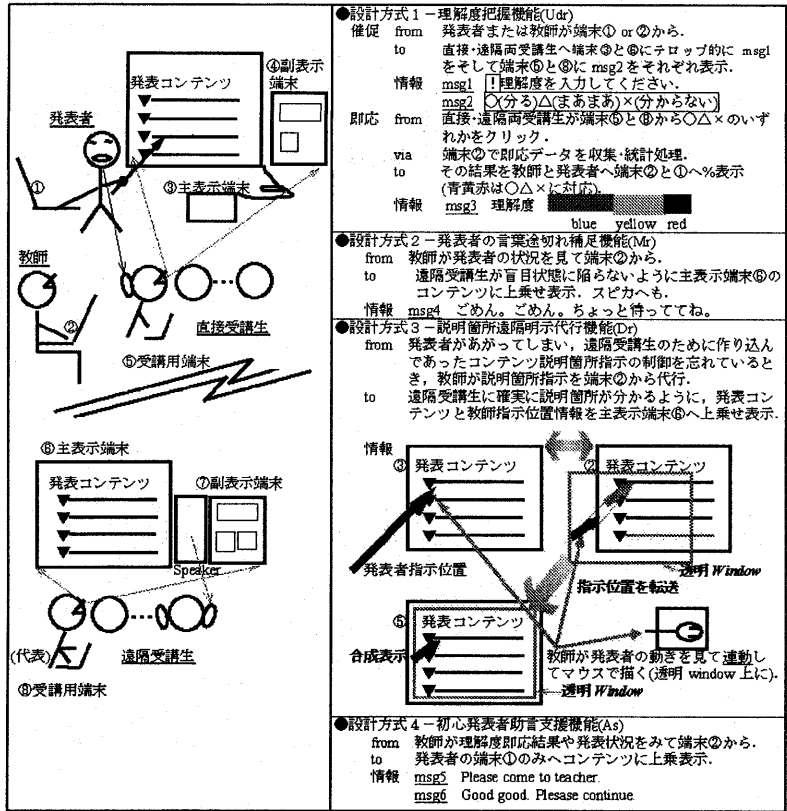 発表コンテンツ
④副表示
端末
発表者
①
③主表示端末
教師
②
直接受講生
⑤受講用端末
⑥主表示端末
発表コンテンツ
⑦副表示端末
Speaker
(代表)
遠隔受講生
⑧受講用端末
●設計方式1－理解度把握機能(Udr)
催促 from 発表者または教師が端末① or ②から．
to 直接･遠隔両受講生へ端末③と⑥にテロップ的に msg1
をそして端末⑤と⑧に msg2をそれぞれ表示．
情報 msg1 !理解度を入力してください．
msg2 ○(分る)△(まあまあ)×(分からない)
即応 from 直接･遠隔両受講生が端末⑤と⑧から○△×のいず
れかをクリック．
via 端末②で即応データを収集･統計処理．
to その結果を教師と発表者へ端末②と①へ%表示
(青黄赤は○△×に対応)．
情報 msg3 理解度
blue yellow red
●設計方式2－発表者の言葉途切れ補足機能(Mr)
from 教師が発表者の状況を見て端末②から．
to 遠隔受講生が盲目状態に陥らないように主表示端末⑥の
コンテンツに上乗せ表示．スピカへも．
情報 msg4 ごめん。ごめん。ちょっと待っててね。
●設計方式3－説明箇所遠隔明示代行機能(Dr)
from 発表者があがってしまい，遠隔受講生のために作り込ん
であったコンテンツ説明箇所指示の制御を忘れていると
き，教師が説明箇所指示を端末②から代行．
to 遠隔受講生に確実に説明箇所が分かるように，発表コ
ンテンツと教師指示位置情報を主表示端末⑥へ上乗せ表示．
情報
③ 発表コンテンツ
② 発表コンテンツ
発表者指示位置
透明 Window
指示位置を転送
⑤ 発表コンテンツ
合成表示
教師が発表者の動きを見て連動し
てマウスで描く(透明 window 上に)．
透明 Window
●設計方式4－初心発表者助言支援機能(As)
from 教師が理解度即応結果や発表状況をみて端末②から．
to 発表者の端末①のみへコンテンツに上乗表示．
情報 msg5 Please come to teacher.
msg6 Good good. Plesase continue.